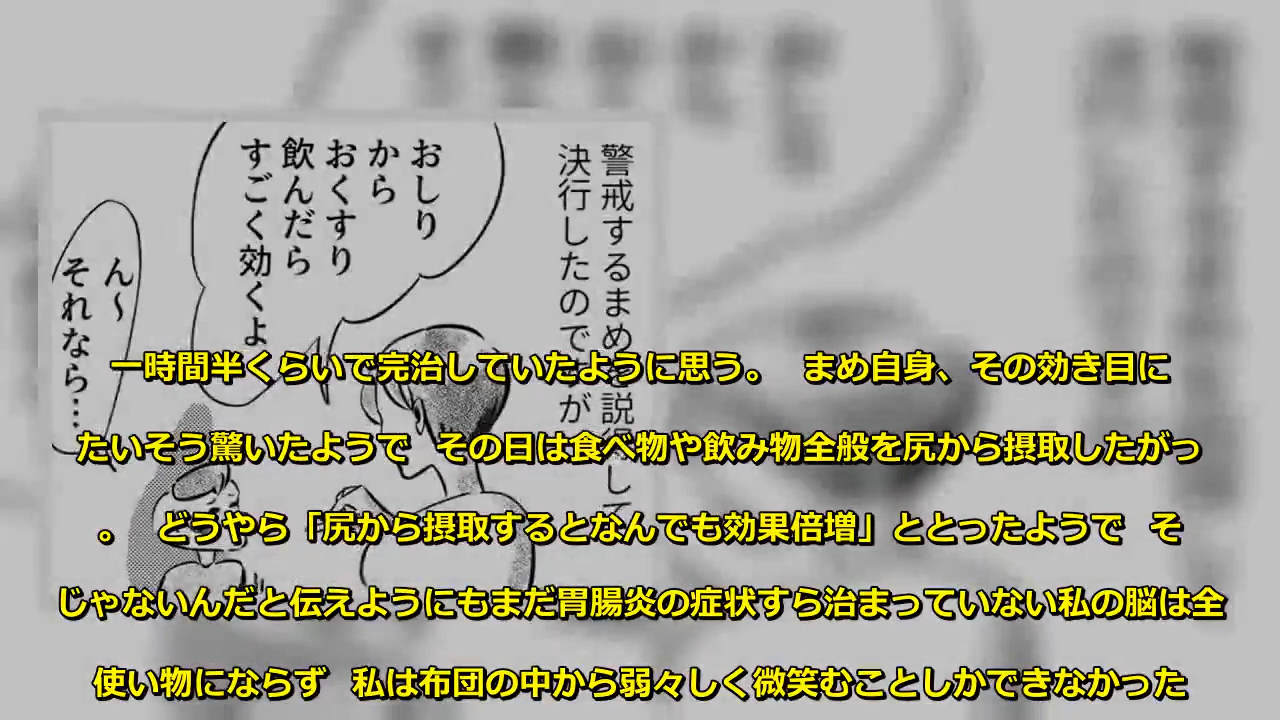 警戒するまめを説得して
決行したのですが
おしり
から
おくすり
飲んだら
すごく効くよ
ん〜
それなら…
一時間半くらいで完治していたように思う。 まめ自身、その効き目に
たいそう驚いたようで その日は食べ物や飲み物全般を尻から摂取したがっ
。 どうやら「尻から摂取するとなんでも効果倍増」ととったようで そ
じゃないんだと伝えようにもまだ胃腸炎の症状すら治まっていない私の脳は全
使い物にならず 私は布団の中から弱々しく微笑むことしかできなかった